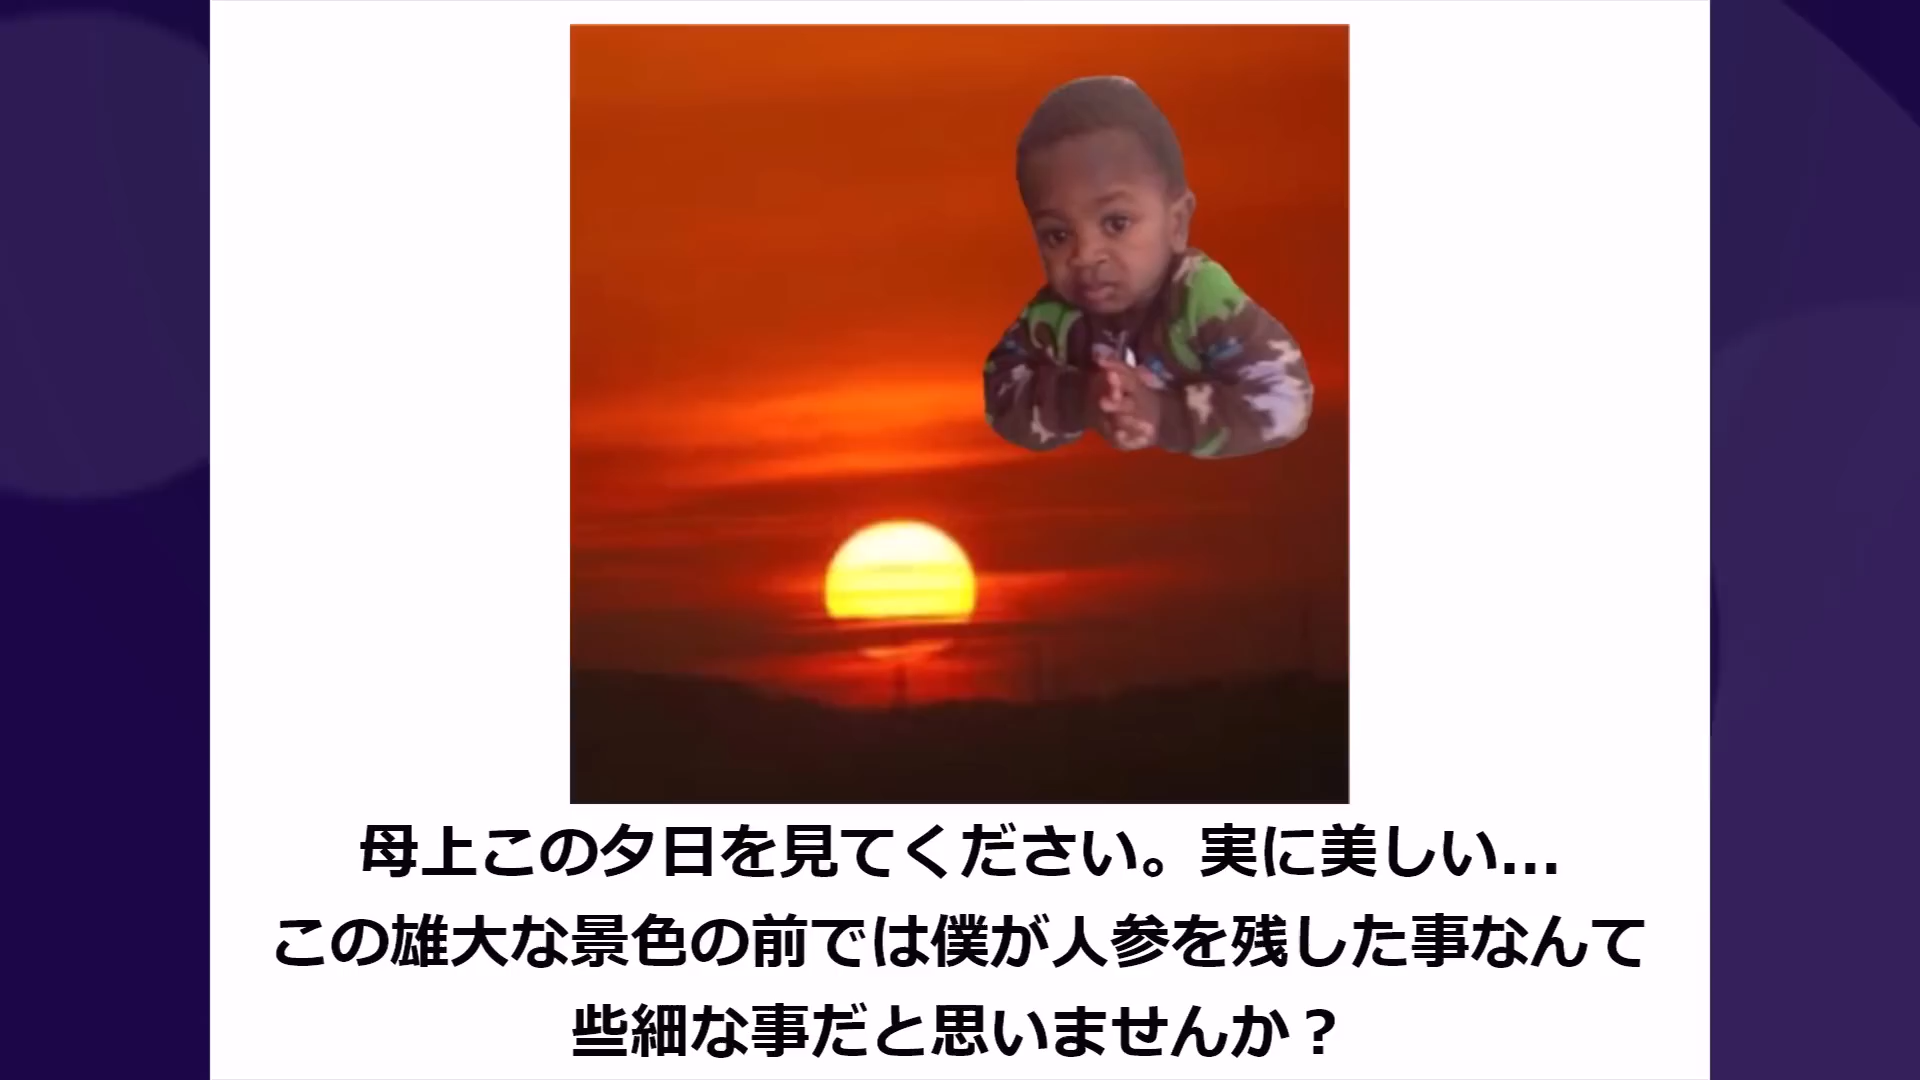 母上この夕日を見てください。実に美しい...
この雄大な景色の前では僕が人参を残した事なんて
些細な事だと思いませんか？